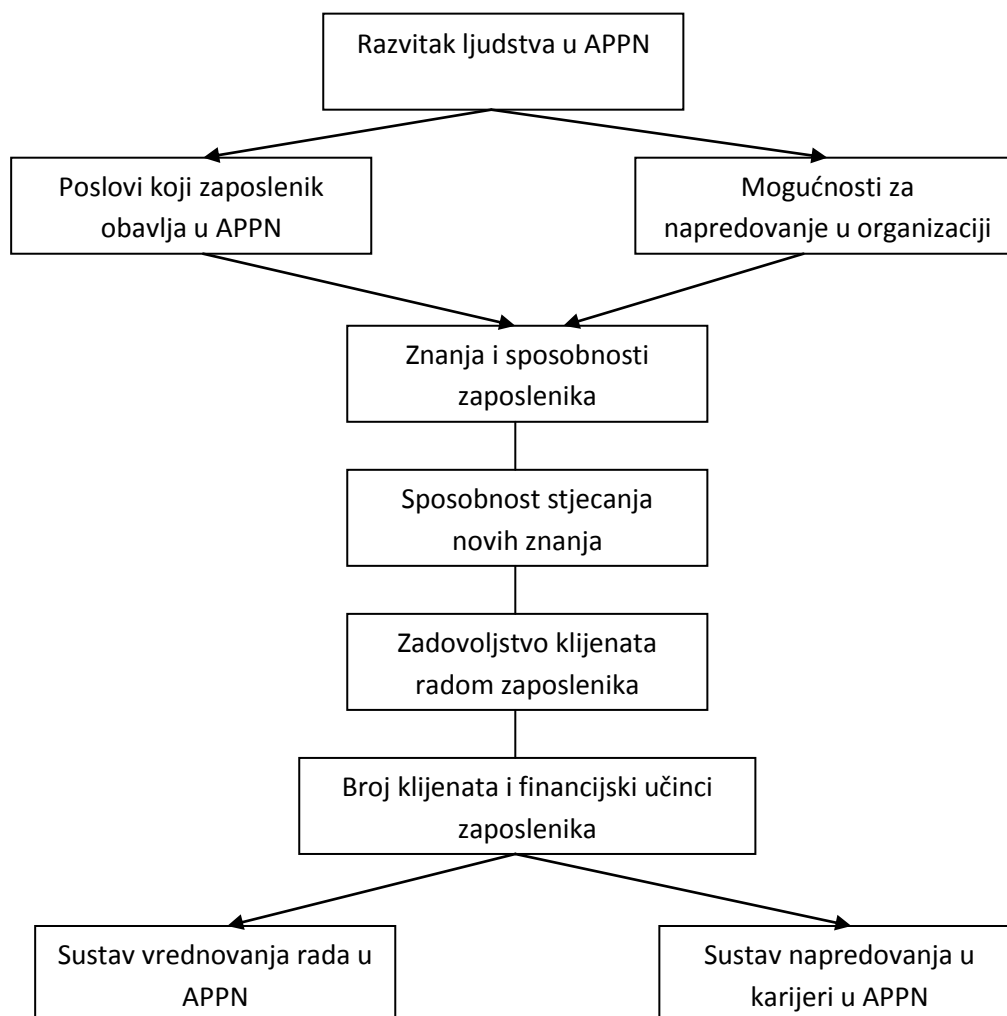 Razvitak ljudstva u APPN
Poslovi koji zaposlenik
obavlja u APPN
Mogućnosti za
napredovanje u organizaciji
Znanja i sposobnosti
zaposlenika
Sposobnost stjecanja
novih znanja
Zadovoljstvo klijenata
radom zaposlenika
Broj klijenata i financijski učinci
zaposlenika
Sustav vrednovanja rada u
APPN
Sustav napredovanja u
karijeri u APPN